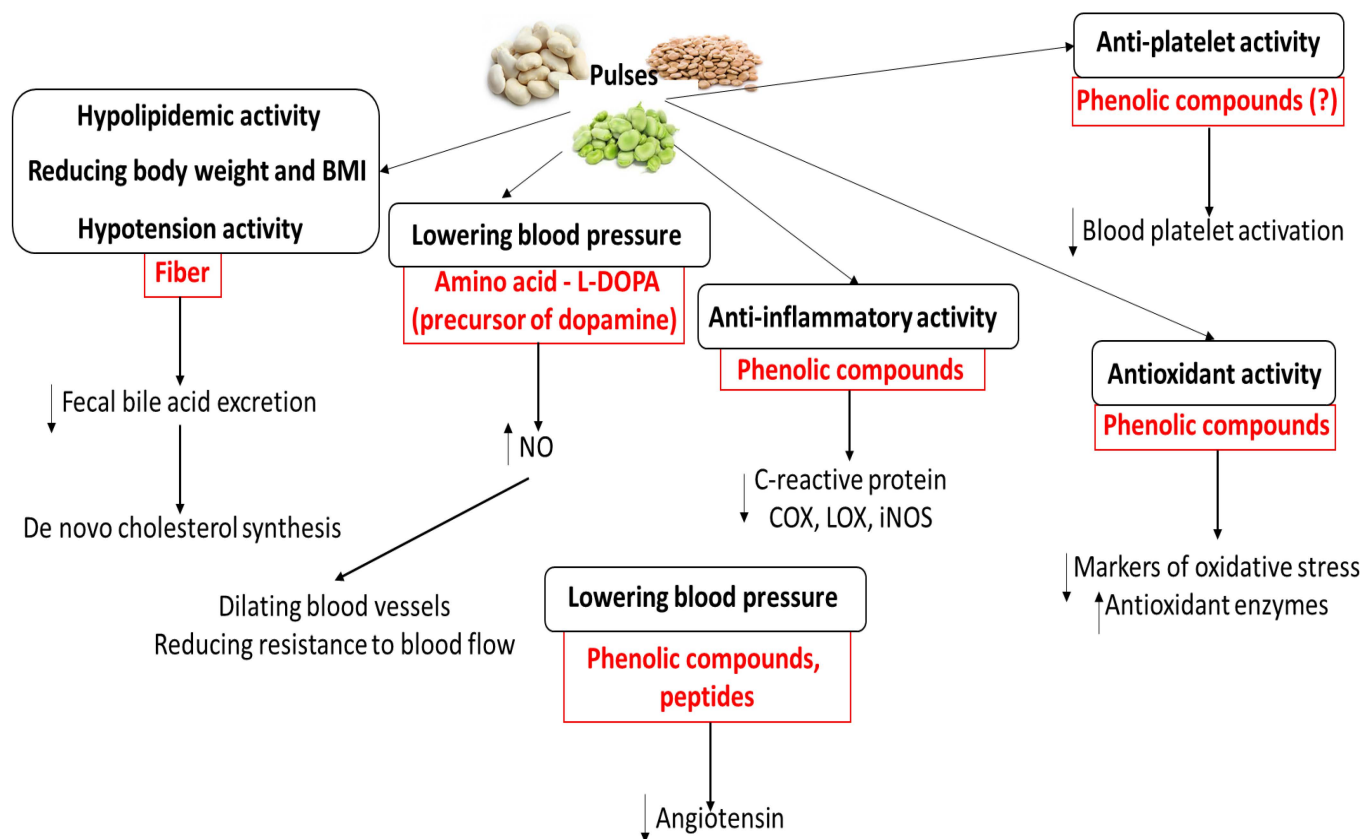 Pulses
Hypolipidemic activity
Reducing body weight and BMI
Hypotension activity
Fiber
↓ Fecal bile acid excretion
De novo cholesterol synthesis
Lowering blood pressure
Amino acid - L-DOPA
(precursor of dopamine)
↑ NO
Dilating blood vessels
Reducing resistance to blood flow
Lowering blood pressure
Phenolic compounds,
peptides
↓ Angiotensin
Anti-inflammatory activity
Phenolic compounds
↓ C-reactive protein
COX, LOX, iNOS
Anti-platelet activity
Phenolic compounds (?)
↓ Blood platelet activation
Antioxidant activity
Phenolic compounds
↓ Markers of oxidative stress
↑ Antioxidant enzymes